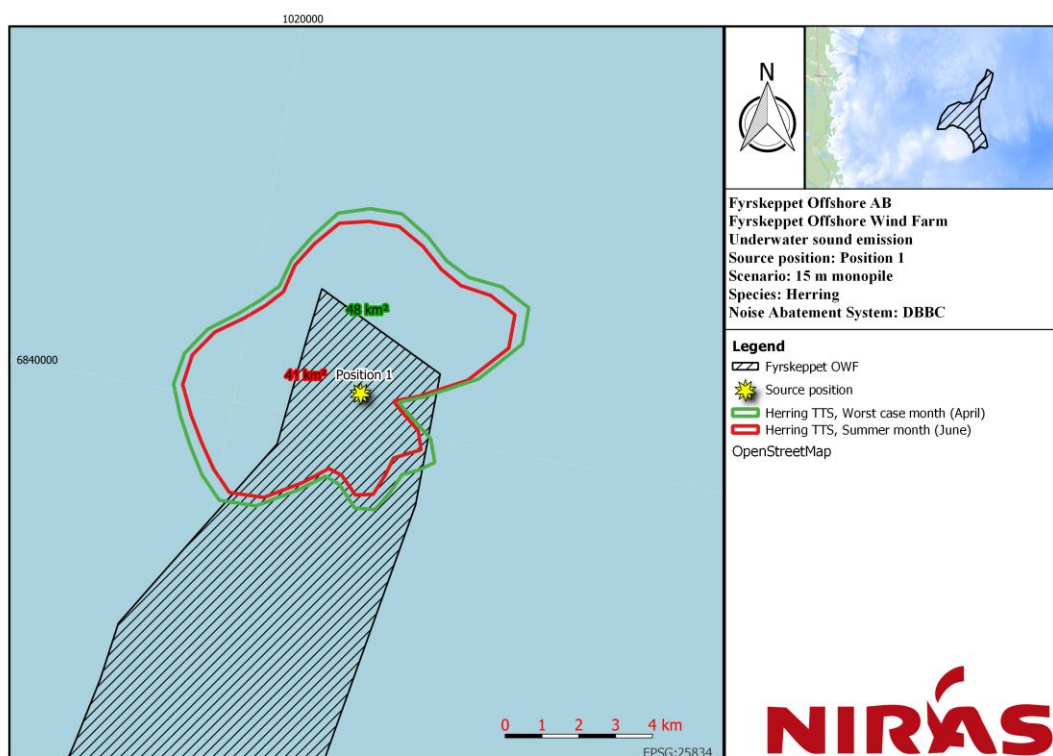 1020000
6840000
48 km²
41 km²
Position 1
0 1 2 3 4 km
EPSG:25834
N
Fyrskeppet Offshore AB
Fyrskeppet Offshore Wind Farm
Underwater sound emission
Source position: Position 1
Scenario: 15 m monopile
Species: Herring
Noise Abatement System: DBBC
Legend
Fyrskeppet OWF
Source position
Herring TTS, Worst case month (April)
Herring TTS, Summer month (June)
OpenStreetMap
NIRAS